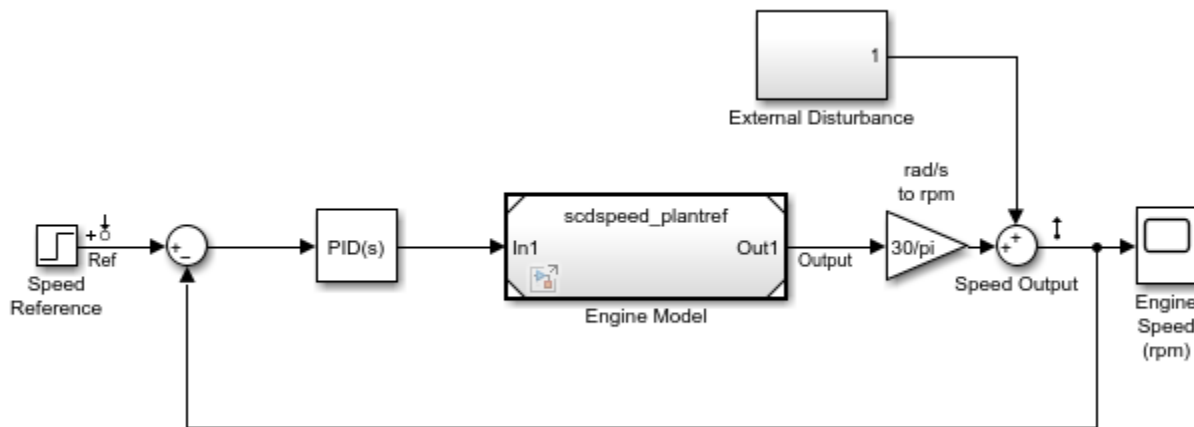 1
External Disturbance
rad/s
to rpm
scdspeed_plantref
+
Ref
+
−
PID(s)
In1
Out1
Output
30/pi
+
+
Speed
Reference
Engine Model
Speed Output
Engine
Speed
(rpm)